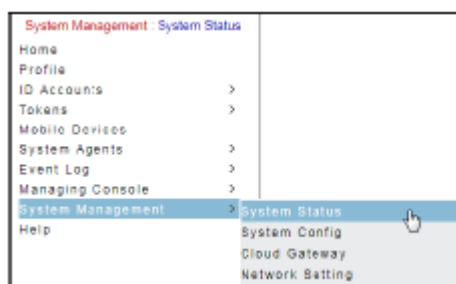 System Management : System Status
Home
Profile
ID Accounts >
Tokens >
Mobile Devices
System Agents >
Event Log >
Managing Console >
System Management > System Status
Help System Config
Cloud Gateway
Network Setting